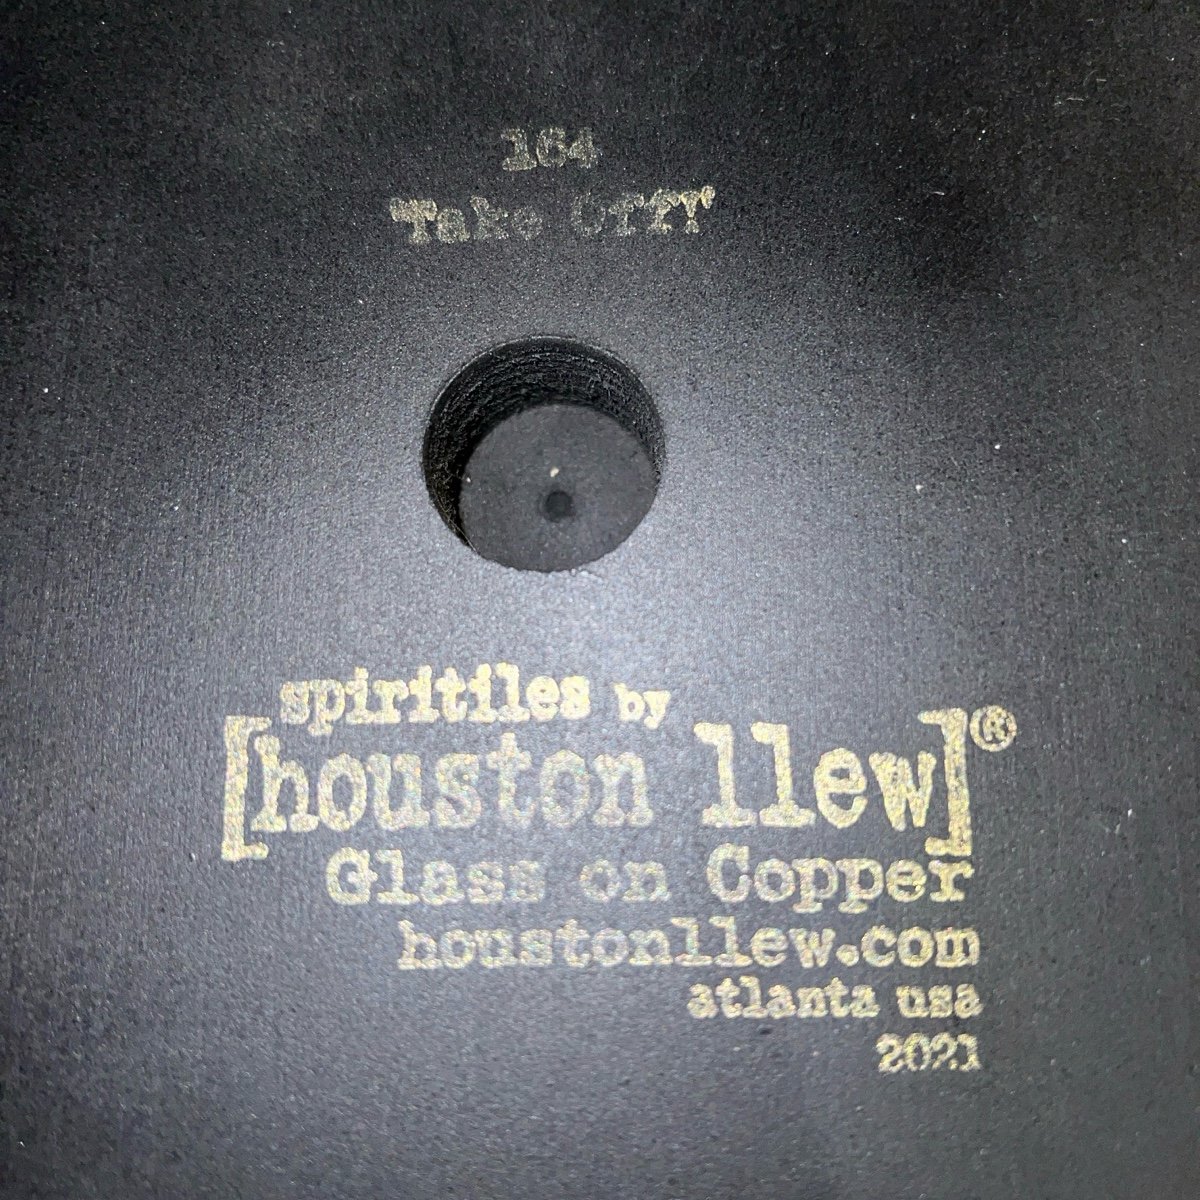 164
'Take Off!'
spiritiles by
[houston llew]®
Glass on Copper
houstonllew.com
atlanta usa
2021